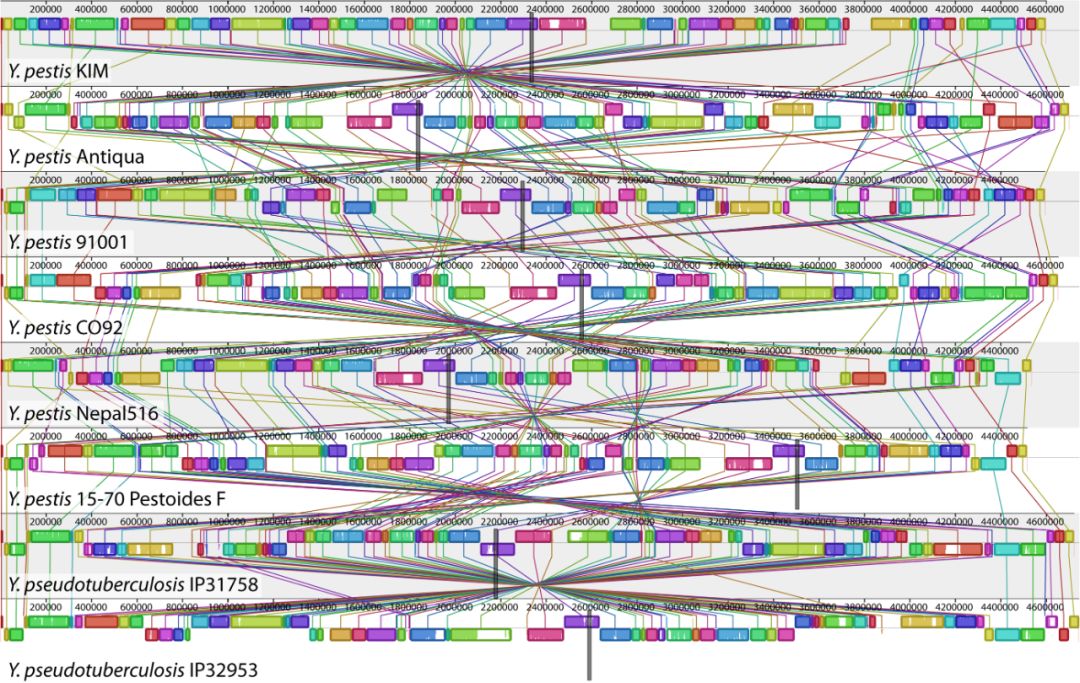 200000 400000 600000 800000 1000000 1200000 1400000 1600000 1800000 2000000 2200000 2400000 2600000 2800000 3000000 3200000 3400000 3600000 3800000 4000000 4200000 4400000 4600000
Y. pestis KIM
200000 400000 600000 800000 1000000 1200000 1400000 1600000 1800000 2000000 2200000 2400000 2600000 2800000 3000000 3200000 3400000 3600000 3800000 4000000 4200000 4400000 4600000
Y. pestis Antiqua
200000 400000 600000 800000 1000000 1200000 1400000 1600000 1800000 2000000 2200000 2400000 2600000 2800000 3000000 3200000 3400000 3600000 3800000 4000000 4200000 4400000
Y. pestis 91001
200000 400000 600000 800000 1000000 1200000 1400000 1600000 1800000 2000000 2200000 2400000 2600000 2800000 3000000 3200000 3400000 3600000 3800000 4000000 4200000 4400000 4600000
Y. pestis CO92
200000 400000 600000 800000 1000000 1200000 1400000 1600000 1800000 2000000 2200000 2400000 2600000 2800000 3000000 3200000 3400000 3600000 3800000 4000000 4200000 4400000
Y. pestis Nepal516
200000 400000 600000 800000 1000000 1200000 1400000 1600000 1800000 2000000 2200000 2400000 2600000 2800000 3000000 3200000 3400000 3600000 3800000 4000000 4200000 4400000
Y. pestis 15-70 Pestoides F
200000 400000 600000 800000 1000000 1200000 1400000 1600000 1800000 2000000 2200000 2400000 2600000 2800000 3000000 3200000 3400000 3600000 3800000 4000000 4200000 4400000 4600000
Y. pseudotuberculosis IP31758
200000 400000 600000 800000 1000000 1200000 1400000 1600000 1800000 2000000 2200000 2400000 2600000 2800000 3000000 3200000 3400000 3600000 3800000 4000000 4200000 4400000 4600000
Y. pseudotuberculosis IP32953